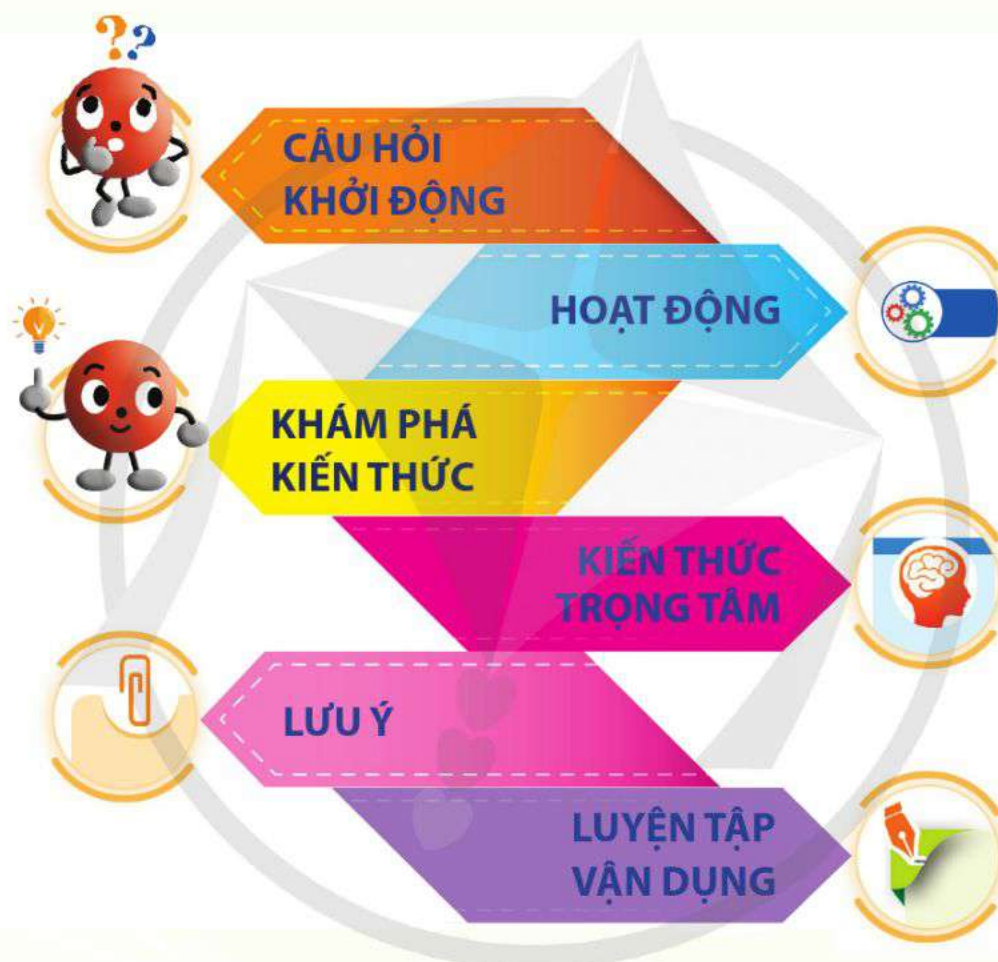 CÂU HỎI
KHỞI ĐỘNG
HOẠT ĐỘNG
KHÁM PHÁ
KIẾN THỨC
KIẾN THỨC
TRỌNG TÂM
LƯU Ý
LUYỆN TẬP
VẬN DỤNG